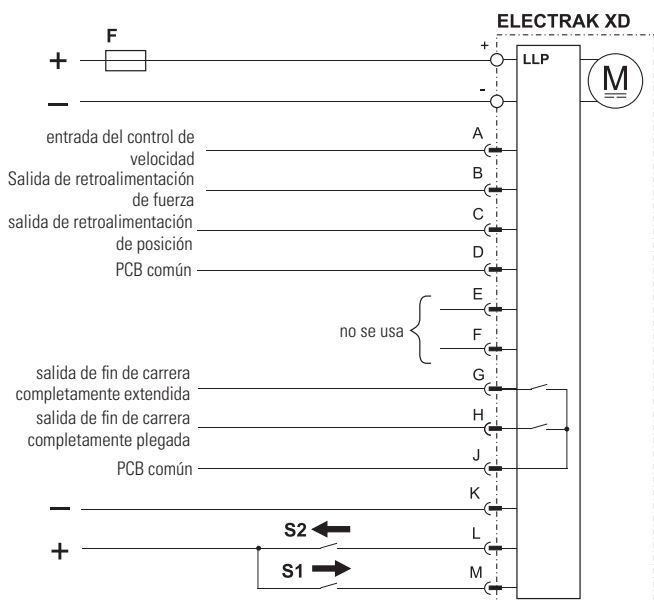 ELECTRAK XD
F
+
+
LLP
M
−
-
A
entrada del control de
velocidad
B
Salida de retroalimentación
de fuerza
C
salida de retroalimentación
de posición
D
PCB común
E
no se usa
F
G
salida de fin de carrera
completamente extendida
H
salida de fin de carrera
completamente plegada
J
PCB común
K
−
S2
L
+
S1
M